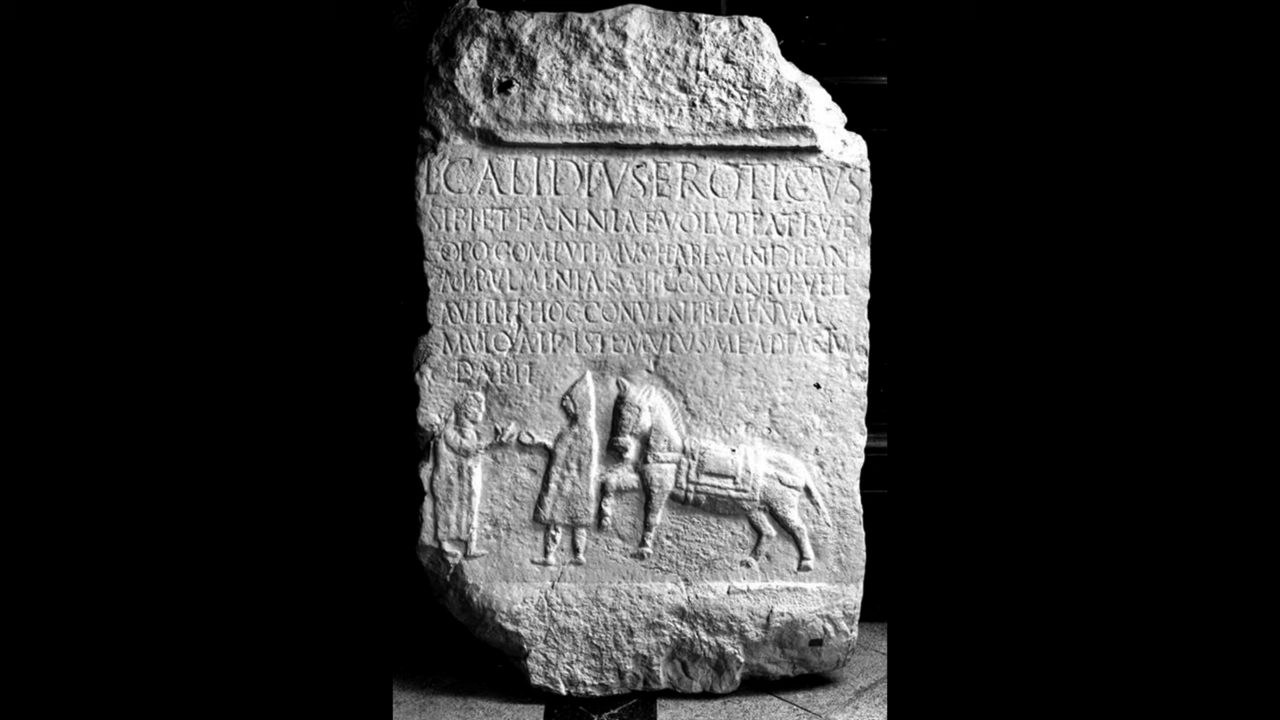 L CALIDIVS EROTICVS
SIBI ET FANNIAE VOLVPTATI V F
COPO COMPVTEMVS HABES VINI Ɔ I PANE
A I PVLMENTAR A II CONVENIT PVELL
A VIII ET HOC CONVENIT FAENVM
MVLO A II ISTE MVLVS ME AD FACTVM
DABIT